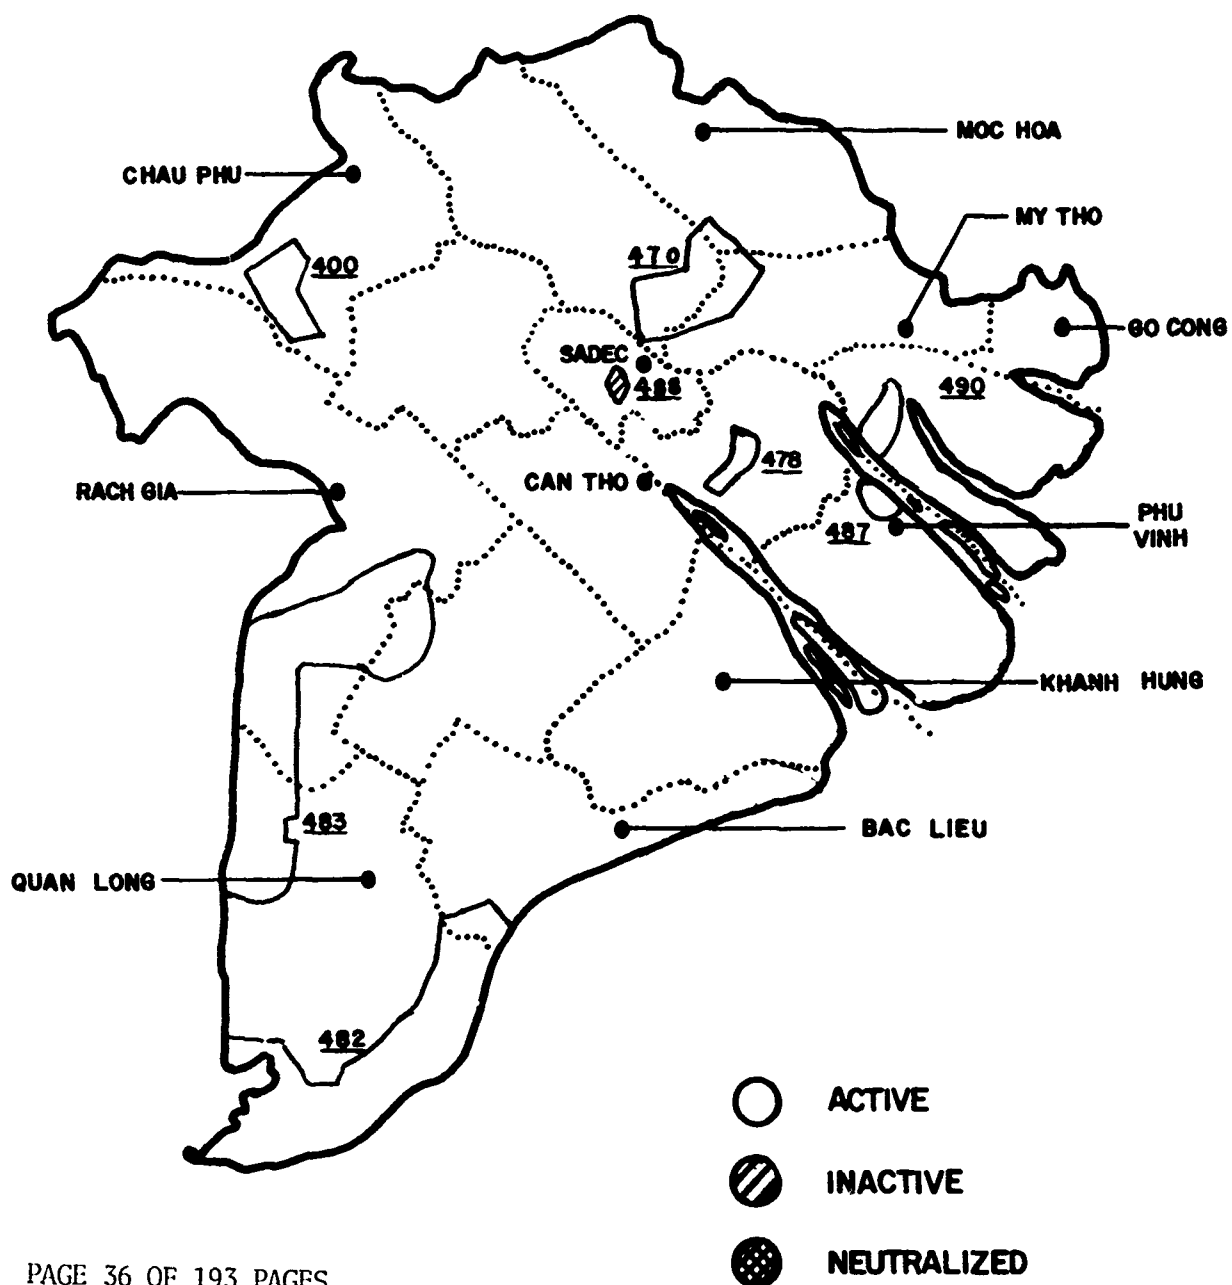 MOC HOA
CHAU PHU
MY THO
400
470
GO CONG
SADEC
490
478
RACH GIA
CAN THO
PHU
VINH
487
KHANH HUNG
483
BAC LIEU
QUAN LONG
482
ACTIVE
INACTIVE
NEUTRALIZED
PAGE 36 OF 193 PAGES